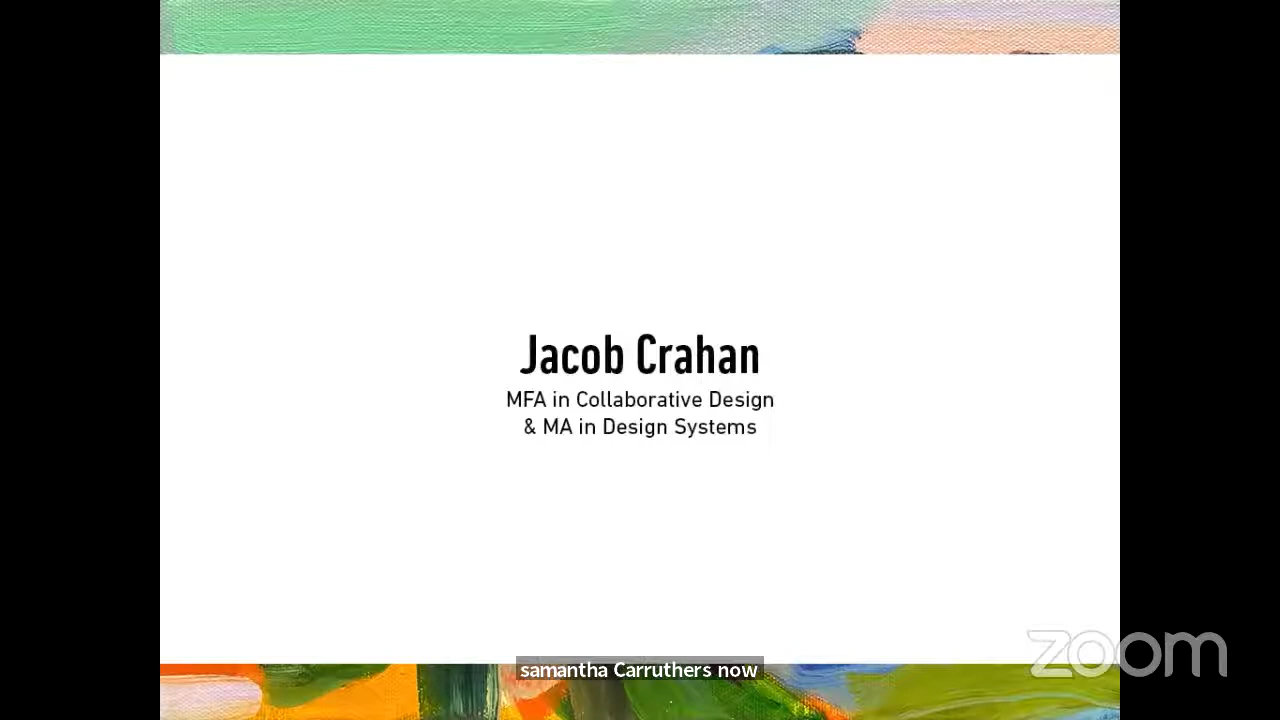 Jacob Crahan
MFA in Collaborative Design
& MA in Design Systems
zoom
samantha Carruthers now